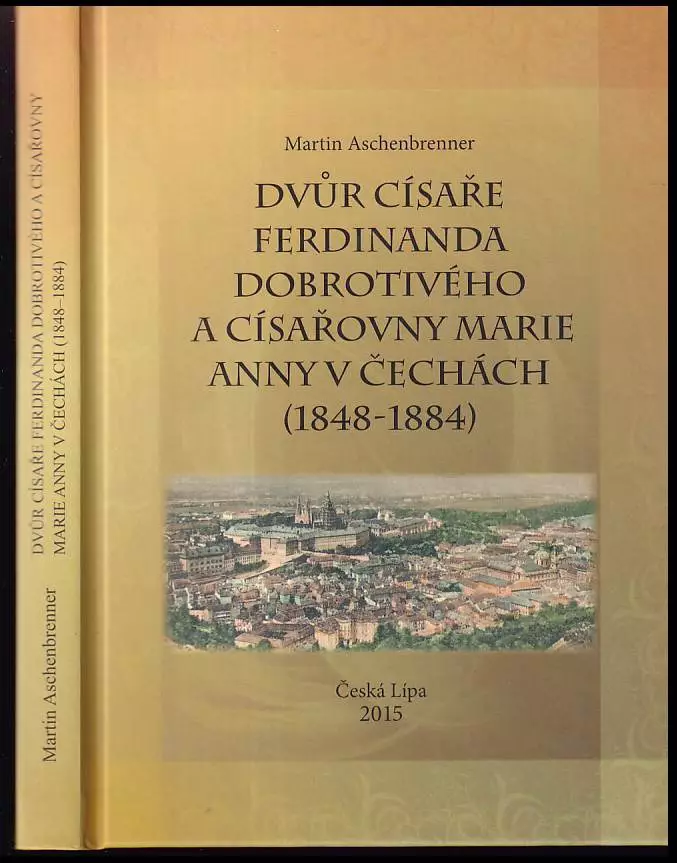 Martin Aschenbrenner
DVŮR CÍSAŘE FERDINANDA DOBROTIVÉHO A CÍSAŘOVNY
MARIE ANNY V ČECHÁCH (1848–1884)
Martin Aschenbrenner
DVŮR CÍSAŘE
FERDINANDA
DOBROTIVÉHO
A CÍSAŘOVNY MARIE
ANNY V ČECHÁCH
(1848-1884)
Česká Lípa
2015